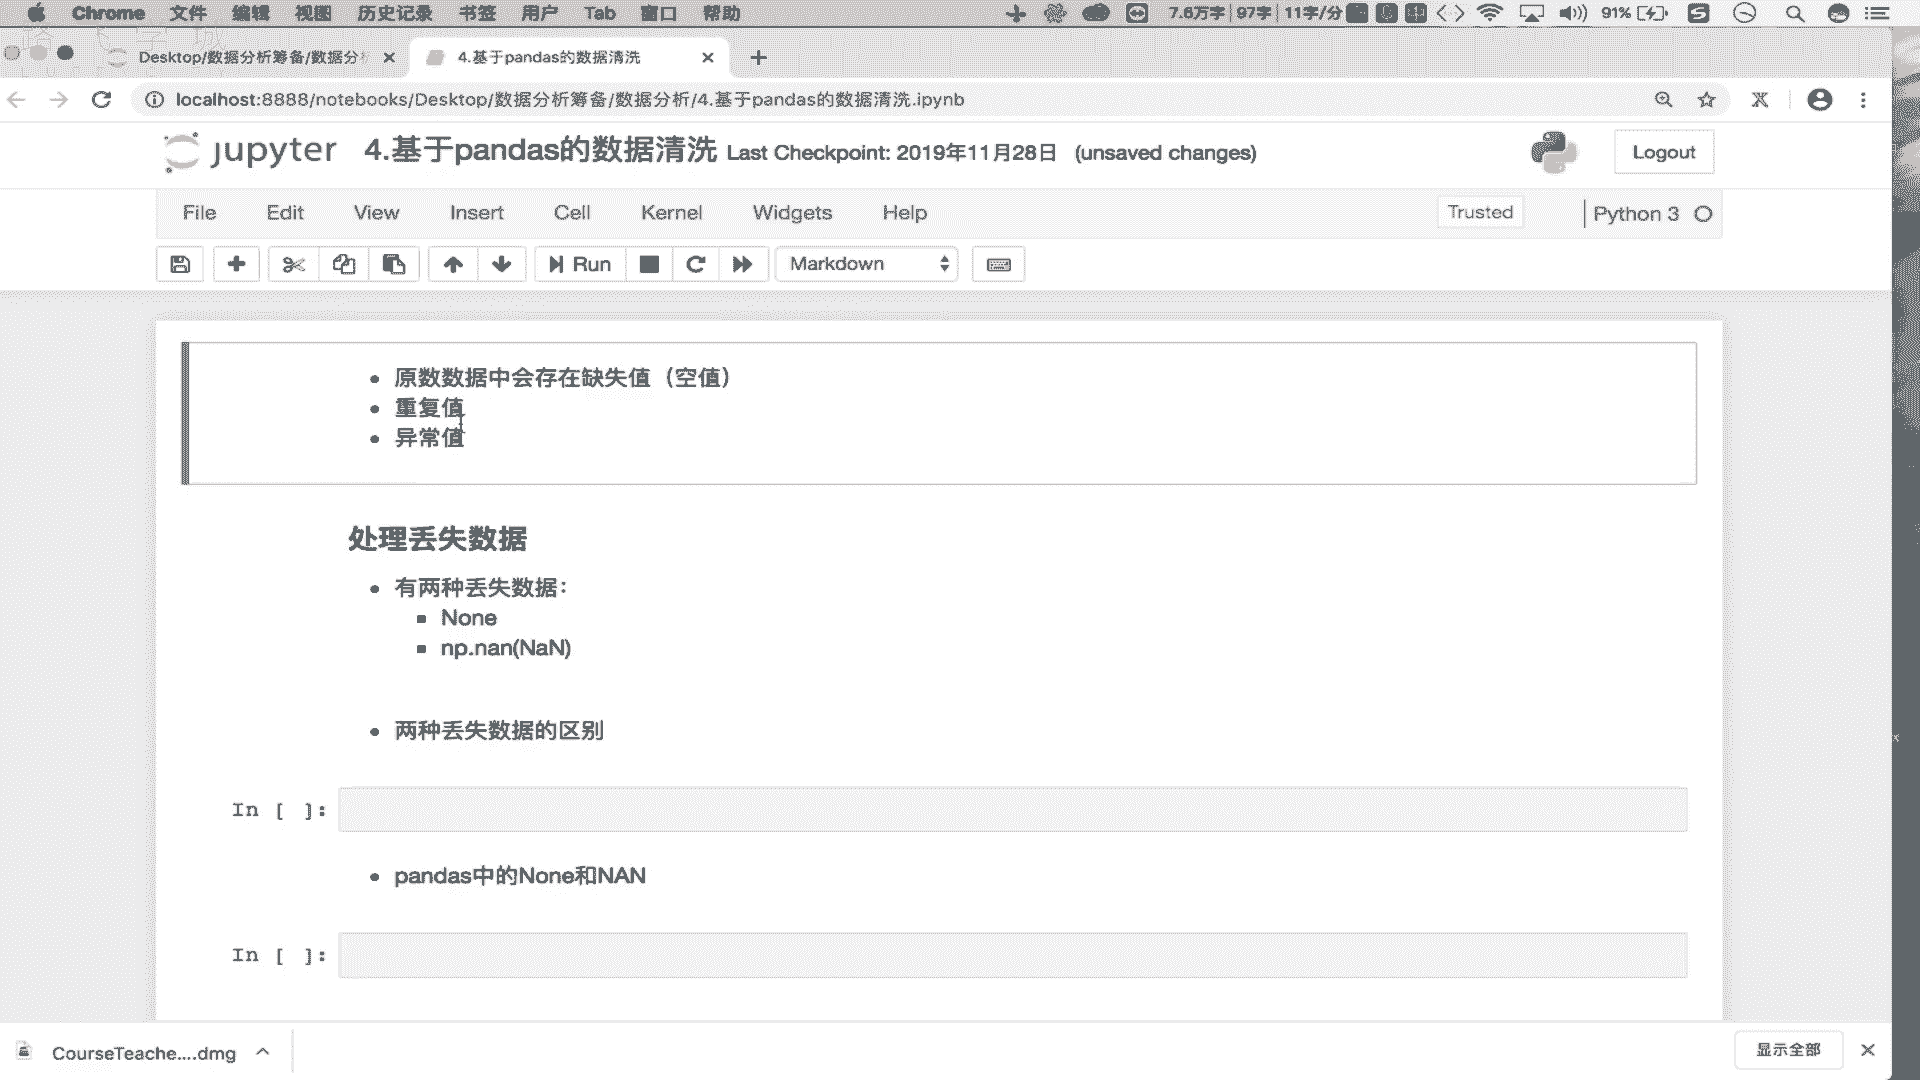 Chrome 文件 编辑 视图 历史记录 书签 用户 Tab 窗口 帮助 7.6万字 97字 11字/分 91%
Desktop/数据分析筹备/数据分 4.基于pandas的数据清洗
localhost:8888/notebooks/Desktop/数据分析筹备/数据分析/4.基于pandas的数据清洗.ipynb
jupyter 4.基于pandas的数据清洗 Last Checkpoint: 2019年11月28日 (unsaved changes) Logout
File Edit View Insert Cell Kernel Widgets Help Trusted Python 3
Run Markdown
原数数据中会存在缺失值（空值）
重复值
异常值
处理丢失数据
有两种丢失数据：
None
np.nan(NaN)
两种丢失数据的区别
In [ ]:
pandas中的None和NAN
In [ ]:
CourseTeache....dmg 显示全部